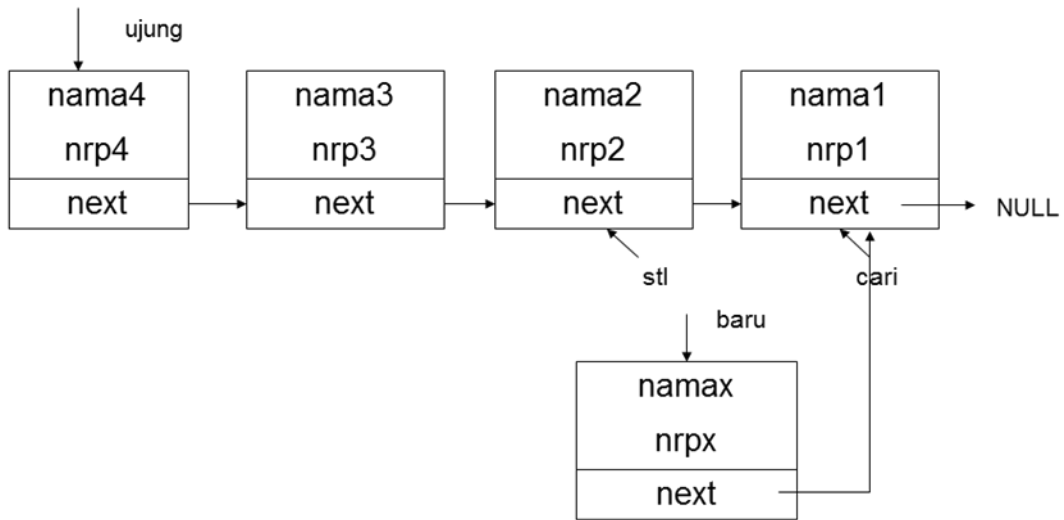 ujung
nama4
nrp4
next
nama3
nrp3
next
nama2
nrp2
next
nama1
nrp1
next
NULL
stl
cari
baru
namax
nrpx
next